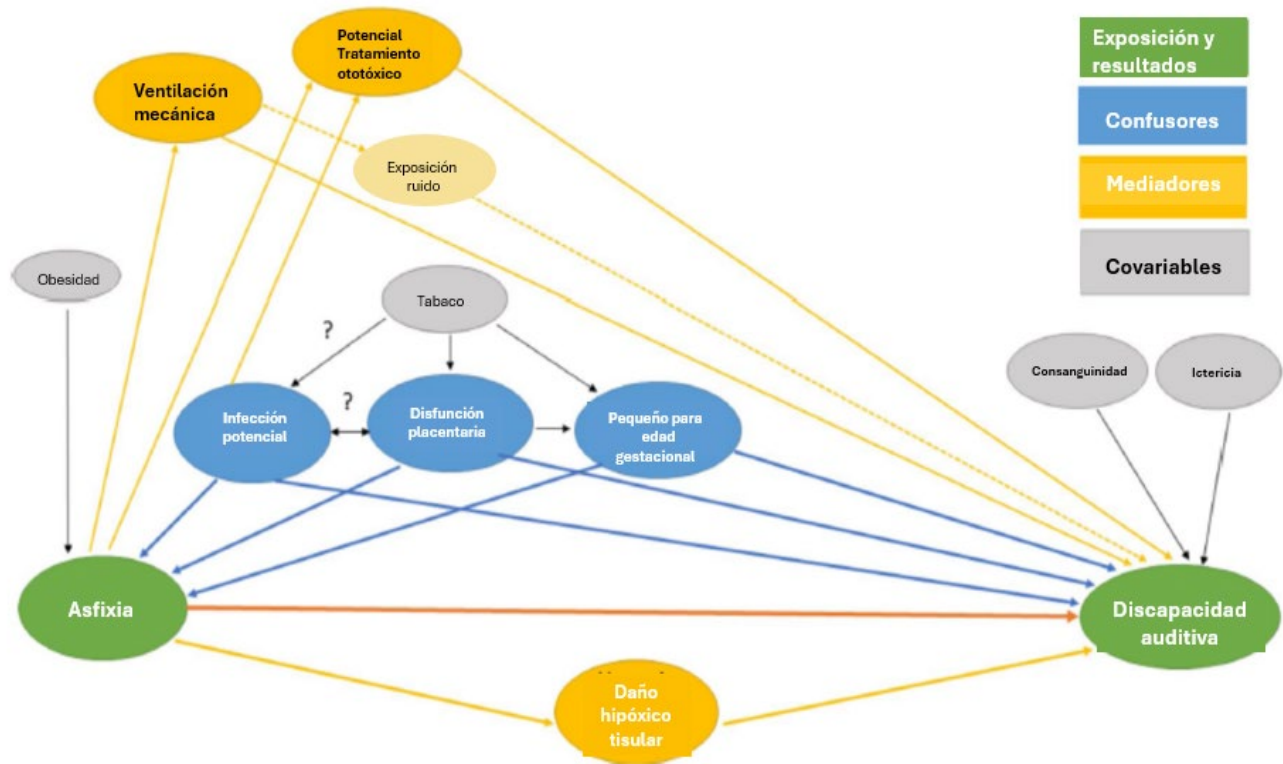 Potencial
Tratamiento
ototóxico
Ventilación
mecánica
Exposición
ruido
Exposición y
resultados
Confusores
Mediadores
Covariables
Obesidad
Tabaco
?
?
Infección
potencial
Disfunción
placentaria
Pequeño para
edad
gestacional
Consanguinidad
Ictericia
Asfixia
Discapacidad
auditiva
Daño
hipóxico
tisular